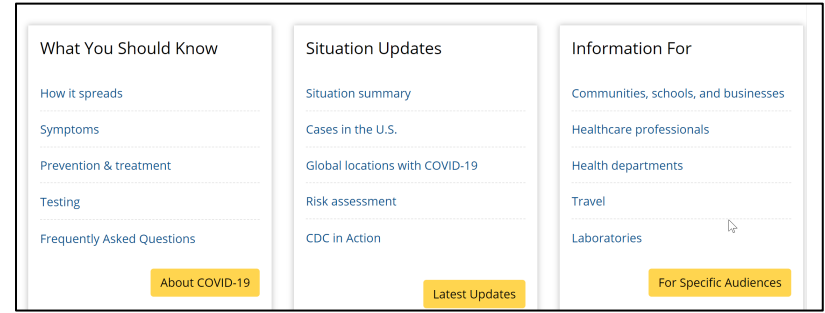 What You Should Know
How it spreads
Symptoms
Prevention & treatment
Testing
Frequently Asked Questions
About COVID-19
Situation Updates
Situation summary
Cases in the U.S.
Global locations with COVID-19
Risk assessment
CDC in Action
Latest Updates
Information For
Communities, schools, and businesses
Healthcare professionals
Health departments
Travel
Laboratories
For Specific Audiences